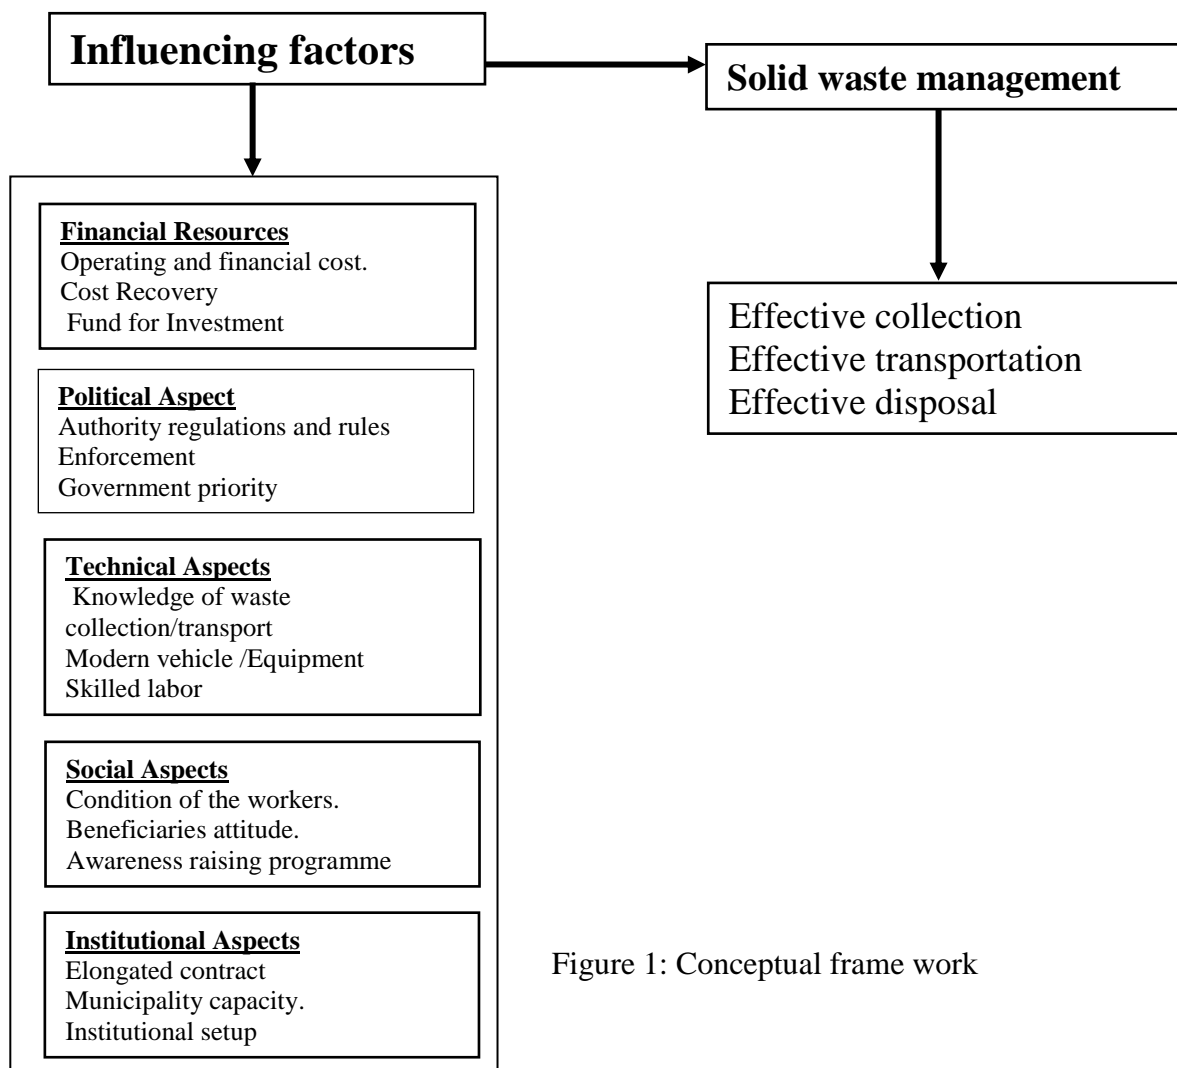 Influencing factors
Solid waste management
Financial Resources
Operating and financial cost.
Cost Recovery
Fund for Investment
Political Aspect
Authority regulations and rules
Enforcement
Government priority
Technical Aspects
Knowledge of waste
collection/transport
Modern vehicle /Equipment
Skilled labor
Social Aspects
Condition of the workers.
Beneficiaries attitude.
Awareness raising programme
Institutional Aspects
Elongated contract
Municipality capacity.
Institutional setup
Effective collection
Effective transportation
Effective disposal
Figure 1: Conceptual frame work